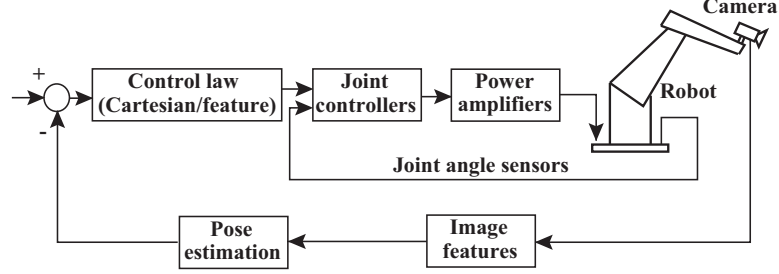 Camera
+
Control law
(Cartesian/feature)
Joint
controllers
Power
amplifiers
Robot
-
Joint angle sensors
Pose
estimation
Image
features